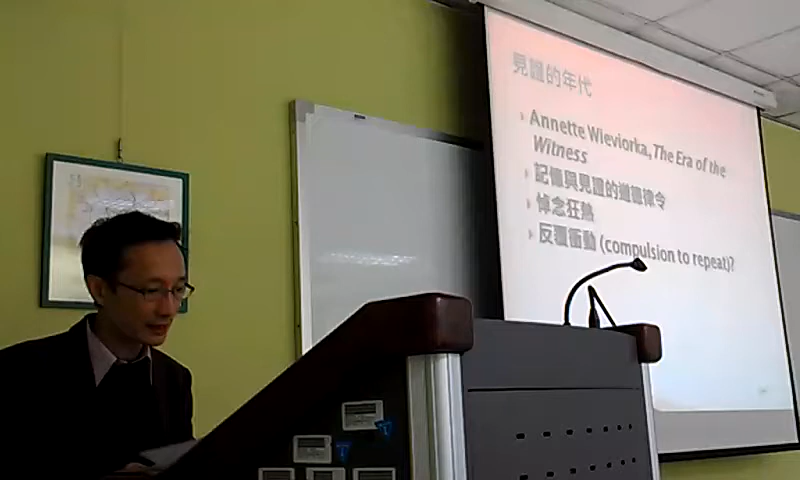 見證的年代
Annette Wieviorka, The Era of the
Witness
記憶與見證的道德律令
悼念狂熱
反覆衝動 (compulsion to repeat)?